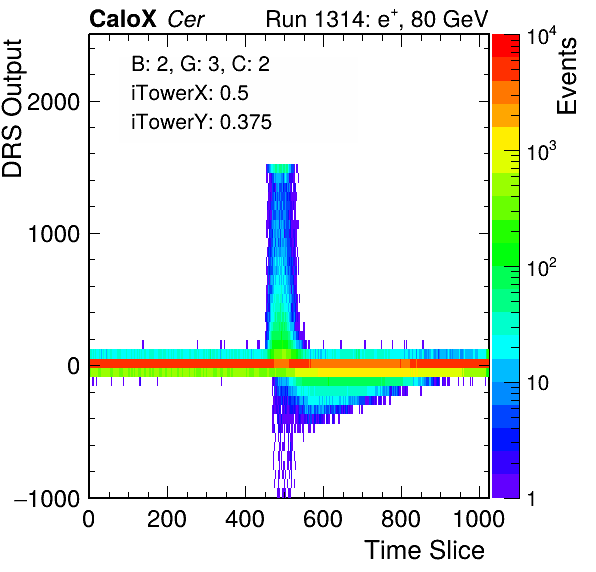 CaloX Cer Run 1314: e⁺, 80 GeV
B: 2, G: 3, C: 2
iTowerX: 0.5
iTowerY: 0.375
DRS Output
2000
1000
0
−1000
0 200 400 600 800 1000
Time Slice
10⁴
10³
10²
10
1
Events